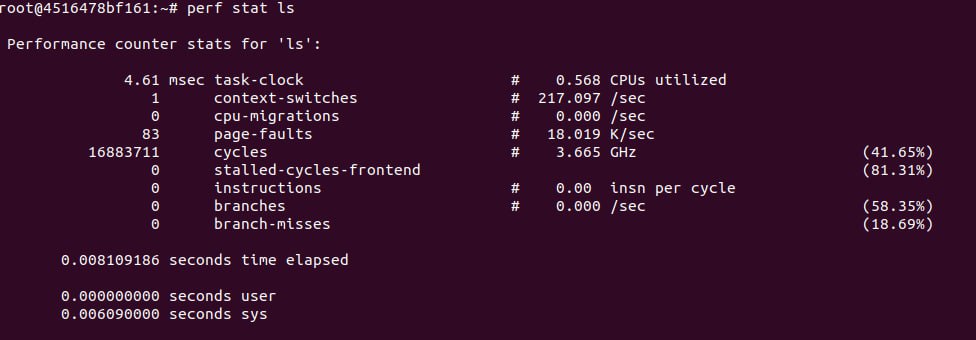 root@4516478bf161:~# perf stat ls
Performance counter stats for 'ls':
4.61 msec task-clock # 0.568 CPUs utilized
1 context-switches # 217.097 /sec
0 cpu-migrations # 0.000 /sec
83 page-faults # 18.019 K/sec
16883711 cycles # 3.665 GHz (41.65%)
0 stalled-cycles-frontend (81.31%)
0 instructions # 0.00 insn per cycle
0 branches # 0.000 /sec (58.35%)
0 branch-misses (18.69%)
0.008109186 seconds time elapsed
0.000000000 seconds user
0.006090000 seconds sys